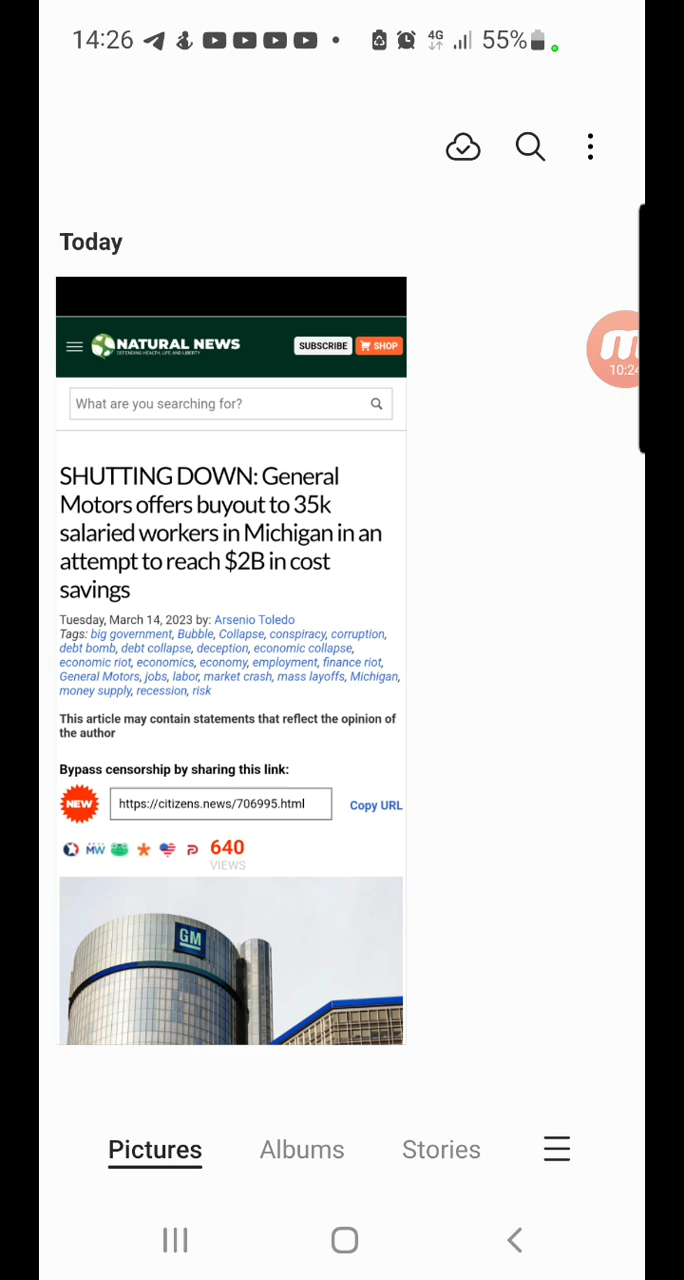 14:26
4G
55%
Today
NATURAL NEWS
DEFENDING HEALTH, LIFE AND LIBERTY
SUBSCRIBE
SHOP
What are you searching for?
10:24
SHUTTING DOWN: General
Motors offers buyout to 35k
salaried workers in Michigan in an
attempt to reach $2B in cost
savings
Tuesday, March 14, 2023 by: Arsenio Toledo
Tags: big government, Bubble, Collapse, conspiracy, corruption,
debt bomb, debt collapse, deception, economic collapse,
economic riot, economics, economy, employment, finance riot,
General Motors, jobs, labor, market crash, mass layoffs, Michigan,
money supply, recession, risk
This article may contain statements that reflect the opinion of
the author
Bypass censorship by sharing this link:
NEW
https://citizens.news/706995.html
Copy URL
MW
640
VIEWS
GM
Pictures
Albums
Stories